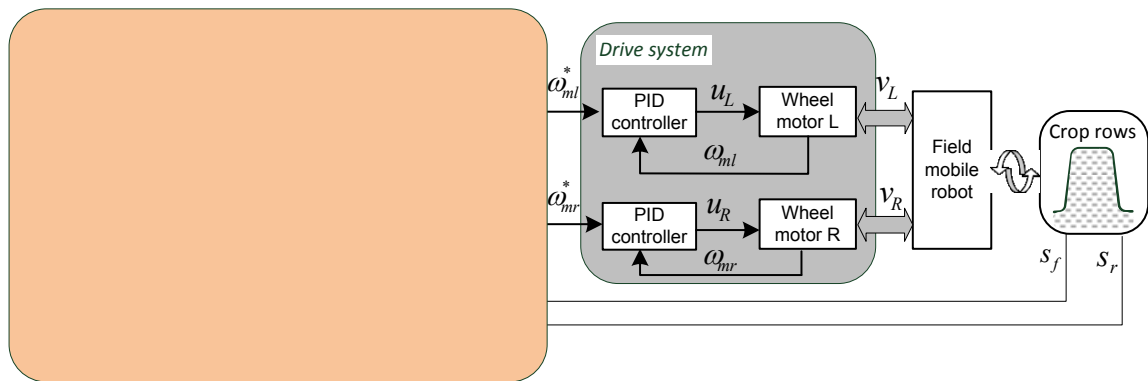 Drive system
ω*ml
PID
controller
uL
Wheel
motor L
ωml
vL
ω*mr
PID
controller
uR
Wheel
motor R
ωmr
vR
Field
mobile
robot
Crop rows
sf
sr